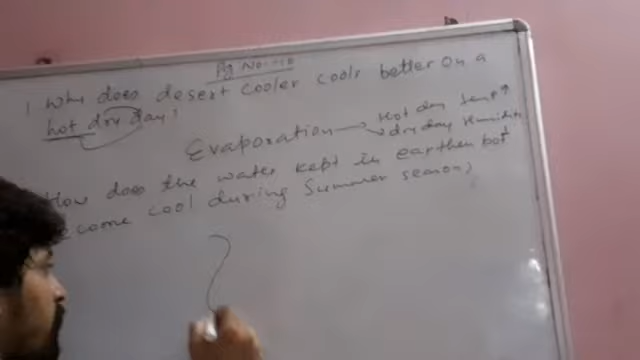 Pg No-10
1 Why does desert cooler cools better on a
hot dry day?
Evaporation → Hot day Temp↑
→ dry day Humidity
How does the water kept in earthen pot
become cool during Summer season?